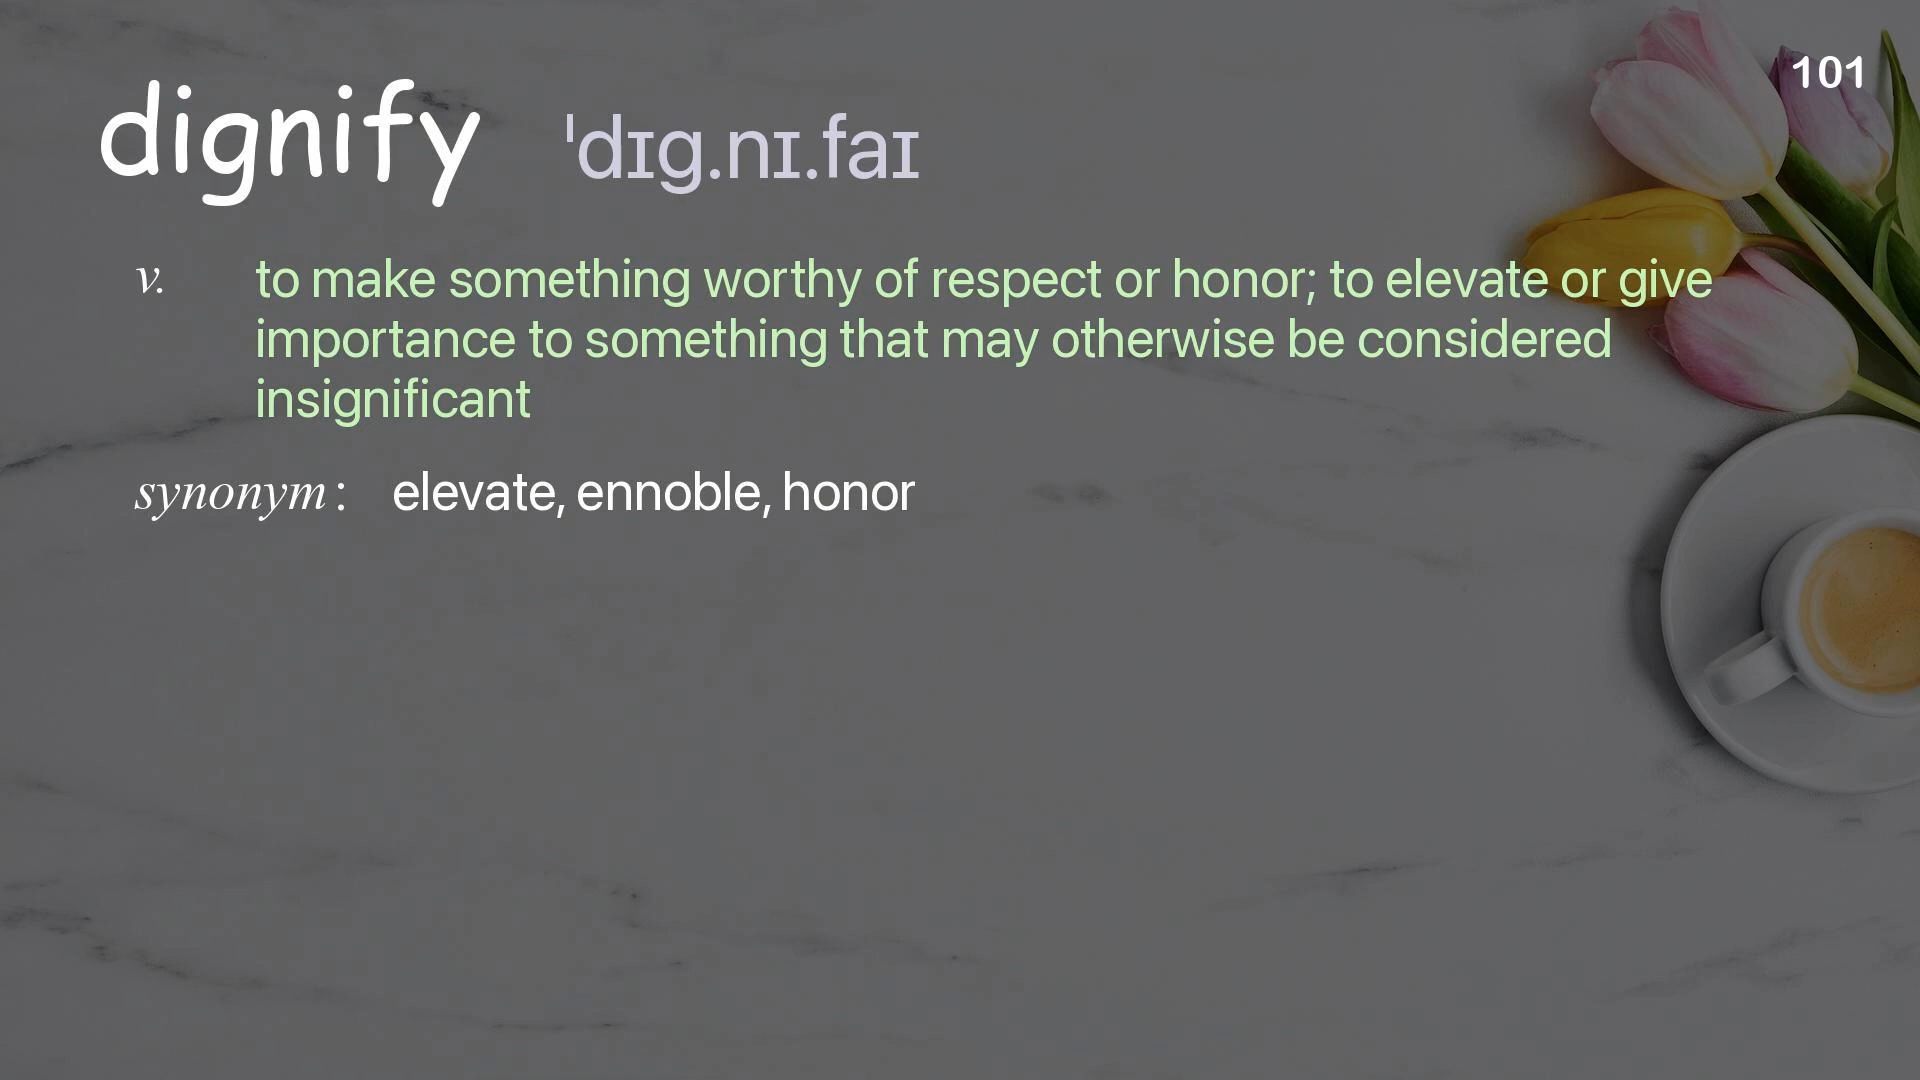 101
dignify ˈdɪg.nɪ.faɪ
v. to make something worthy of respect or honor; to elevate or give
importance to something that may otherwise be considered
insignificant
synonym : elevate, ennoble, honor